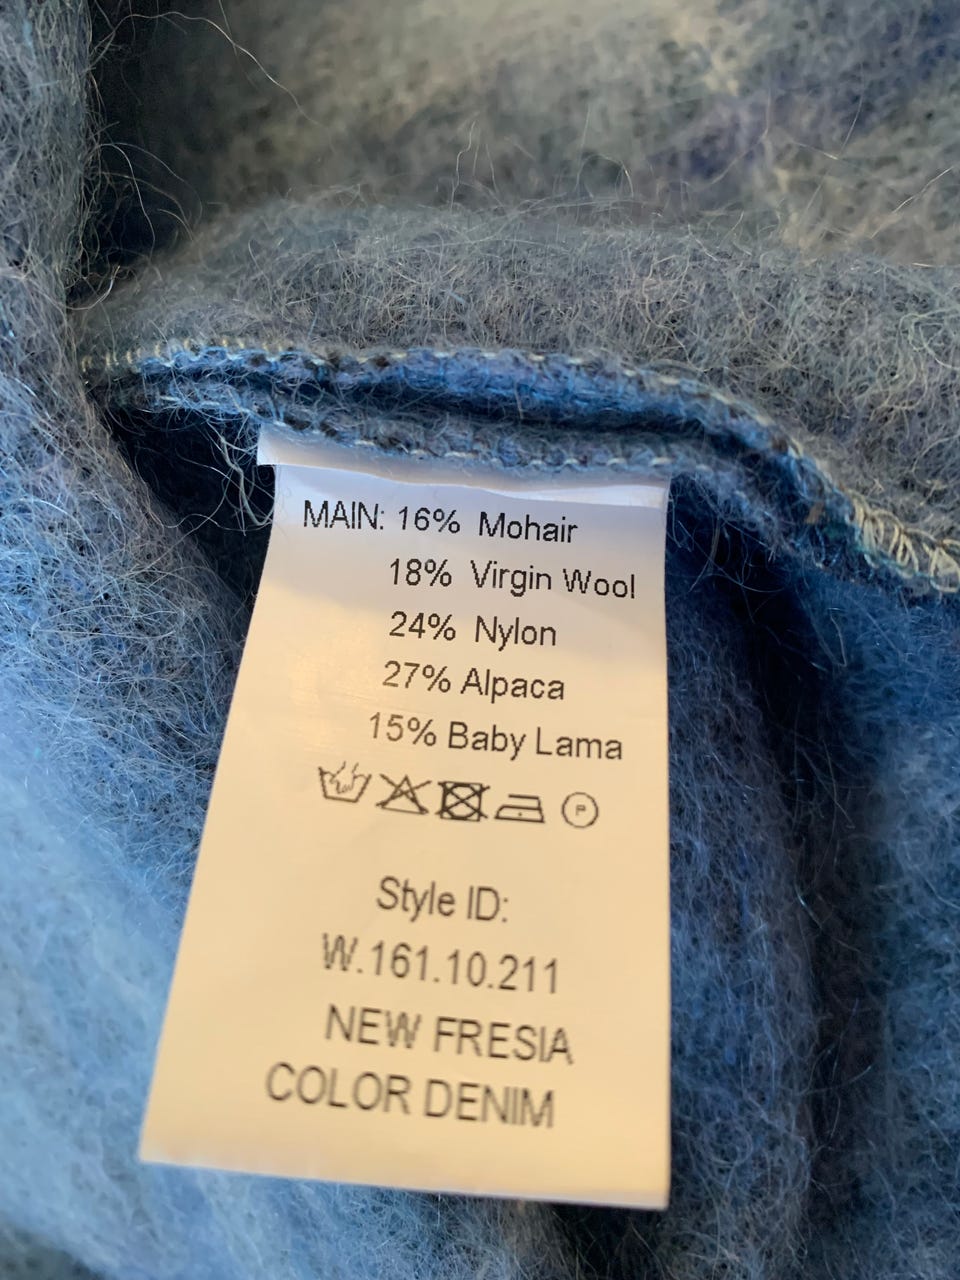 MAIN: 16% Mohair
18% Virgin Wool
24% Nylon
27% Alpaca
15% Baby Lama
P
Style ID:
W.161.10.211
NEW FRESIA
COLOR DENIM